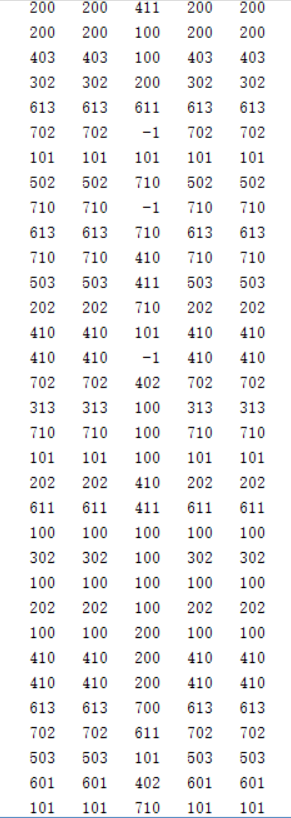 200 200 411 200 200
200 200 100 200 200
403 403 100 403 403
302 302 200 302 302
613 613 611 613 613
702 702 -1 702 702
101 101 101 101 101
502 502 710 502 502
710 710 -1 710 710
613 613 710 613 613
710 710 410 710 710
503 503 411 503 503
202 202 710 202 202
410 410 101 410 410
410 410 -1 410 410
702 702 402 702 702
313 313 100 313 313
710 710 100 710 710
101 101 100 101 101
202 202 410 202 202
611 611 411 611 611
100 100 100 100 100
302 302 100 302 302
100 100 100 100 100
202 202 100 202 202
100 100 200 100 100
410 410 200 410 410
410 410 200 410 410
613 613 700 613 613
702 702 611 702 702
503 503 101 503 503
601 601 402 601 601
101 101 710 101 101